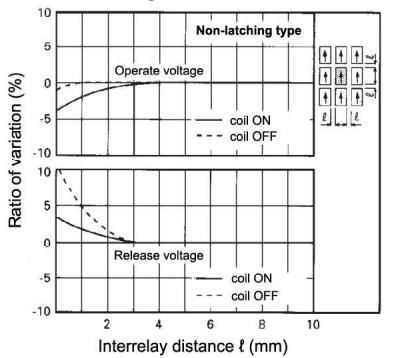 Non-latching type
Ratio of variation (%)
10
5
0
-5
-10
Operate voltage
coil ON
coil OFF
ℓ
ℓ
ℓ ℓ
10
5
0
-5
-10
Release voltage
coil ON
coil OFF
2 4 6 8 10
Interrelay distance ℓ (mm)